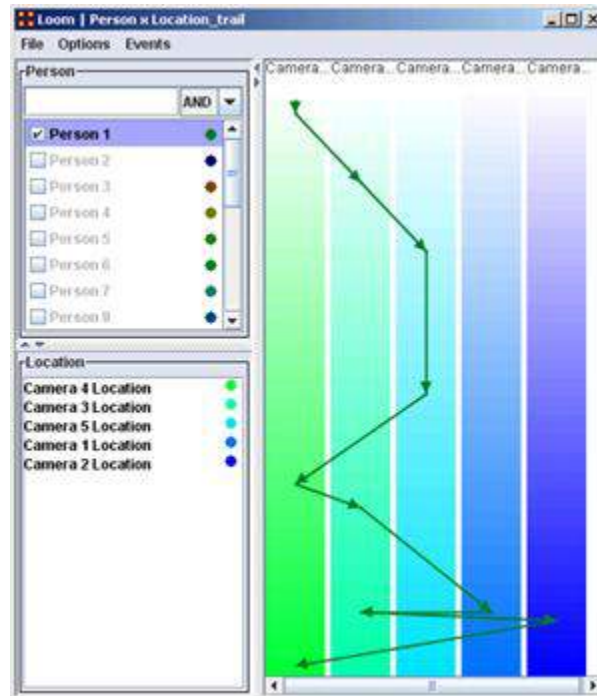 Loom | Person x Location_trail
File Options Events
Person
AND
Person 1
Person 2
Person 3
Person 4
Person 5
Person 6
Person 7
Person 9
Location
Camera 4 Location
Camera 3 Location
Camera 5 Location
Camera 1 Location
Camera 2 Location
Camera... Camera... Camera... Camera... Camera...